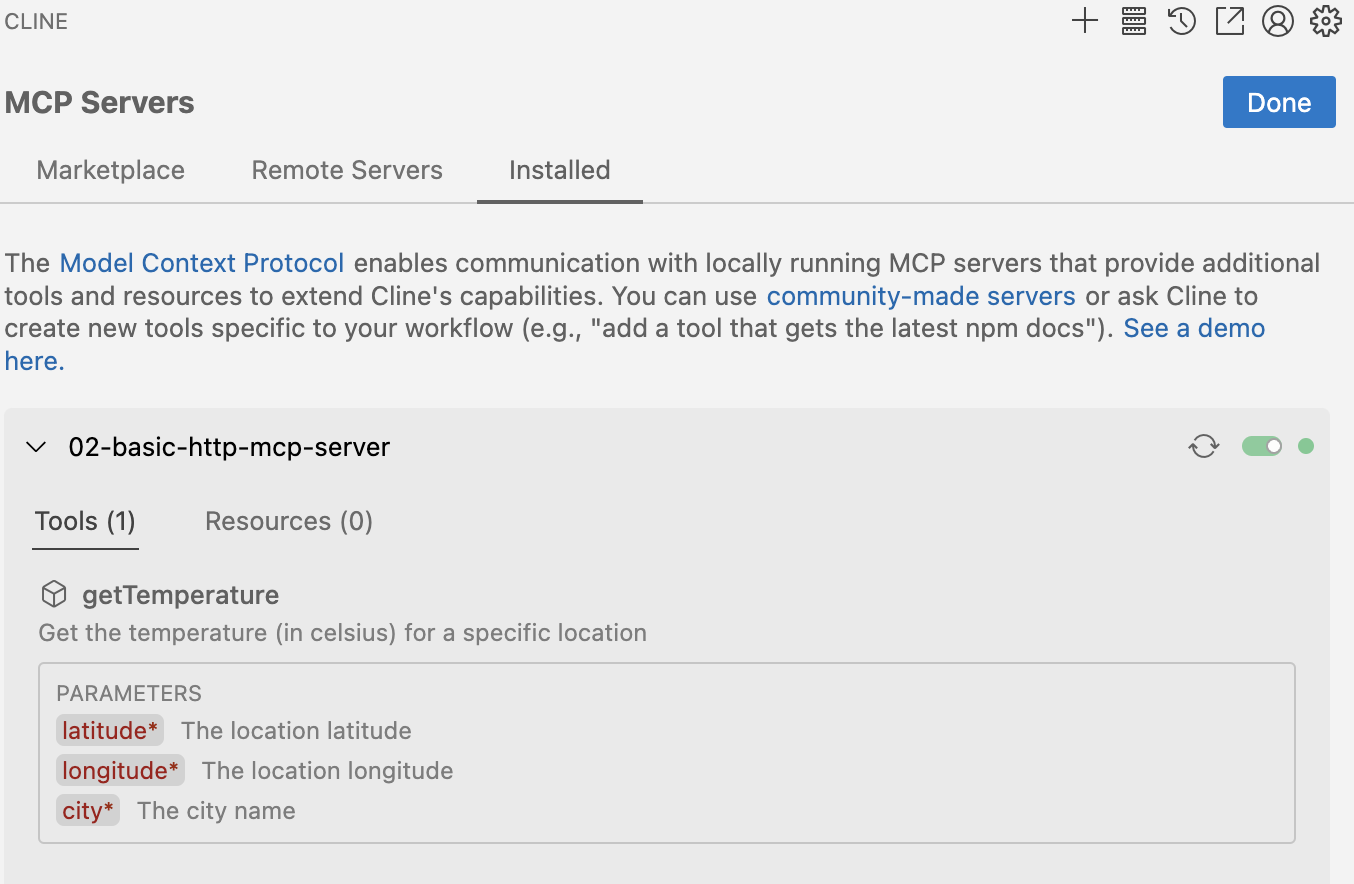 CLINE
MCP Servers
Done
Marketplace Remote Servers Installed
The Model Context Protocol enables communication with locally running MCP servers that provide additional
tools and resources to extend Cline's capabilities. You can use community-made servers or ask Cline to
create new tools specific to your workflow (e.g., "add a tool that gets the latest npm docs"). See a demo
here.
02-basic-http-mcp-server
Tools (1) Resources (0)
getTemperature
Get the temperature (in celsius) for a specific location
PARAMETERS
latitude* The location latitude
longitude* The location longitude
city* The city name